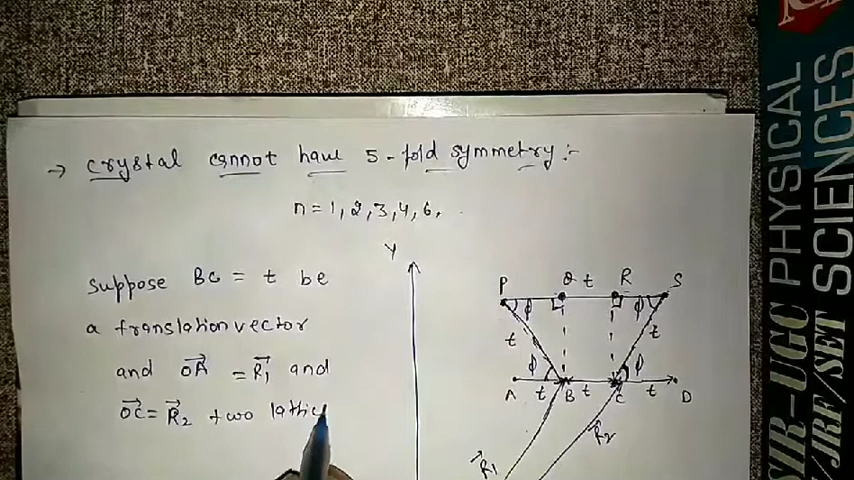 → Crystal cannot have 5-fold symmetry :-
n = 1, 2, 3, 4, 6,
Suppose BC = t be
a translation vector
and OA = R₁ and
OC = R₂ two lattic
Y
P Q t R S
φ φ
t t
φ φ
A t B t C t D
R₁
R₂
PHYSICAL SCIENCES
CSIR-UGC
/JRF/SET